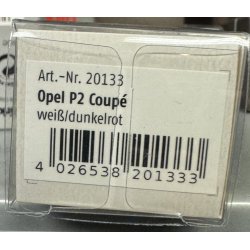 Art.-Nr. 20133
Opel P2 Coupé
weiß/dunkelrot
4 026538 201333